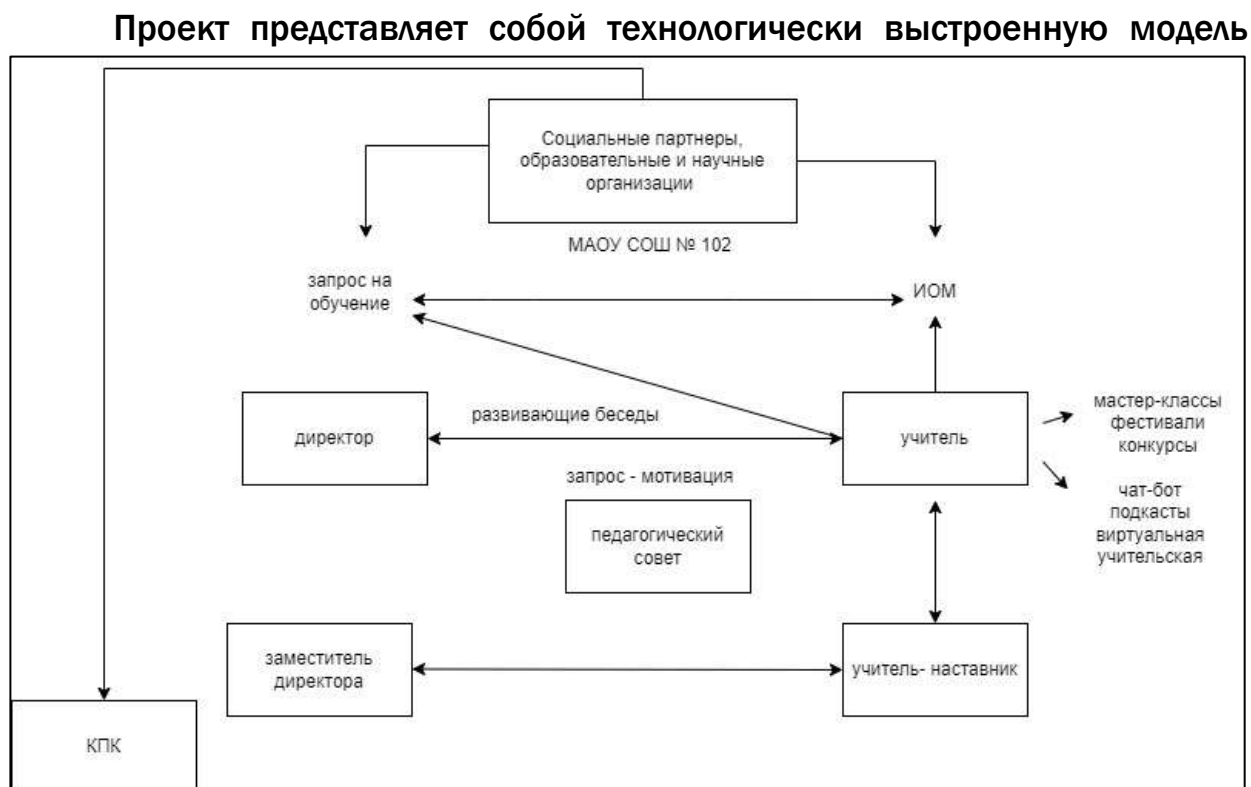 Проект представляет собой технологически выстроенную модель
Социальные партнеры,
образовательные и научные
организации
МАОУ СОШ № 102
запрос на
обучение
ИОМ
развивающие беседы
директор
учитель
мастер-классы
фестивали
конкурсы
запрос - мотивация
педагогический
совет
чат-бот
подкасты
виртуальная
учительская
заместитель
директора
учитель- наставник
КПК